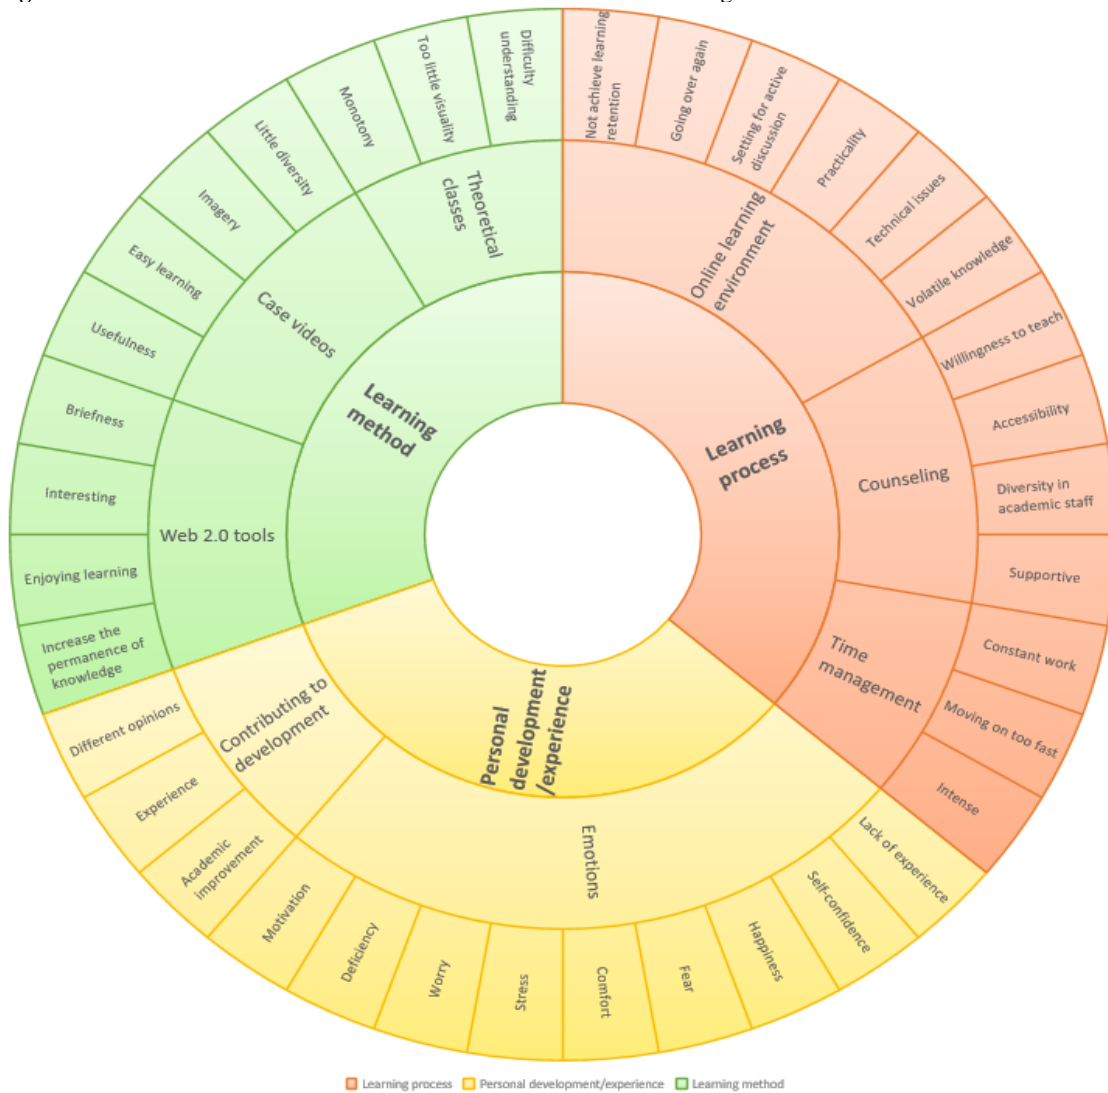 Learning
process
Online learning
environment
Not achieve learning
retention
Going over again
Setting for active
discussion
Practicality
Technical issues
Volatile knowledge
Counseling
Willingness to teach
Accessibility
Diversity in
academic staff
Supportive
Time
management
Constant work
Moving on too fast
Intense
Personal
development
/experience
Emotions
Lack of experience
Self-confidence
Happiness
Fear
Comfort
Stress
Worry
Deficiency
Motivation
Contributing to
development
Academic
improvement
Experience
Different opinions
Learning
method
Web 2.0 tools
Increase the
permanence of
knowledge
Enjoying learning
Interesting
Briefness
Case videos
Usefulness
Easy learning
Imagery
Little diversity
Theoretical
classes
Monotony
Too little visuality
Difficulty
understanding
Learning process
Personal development/experience
Learning method